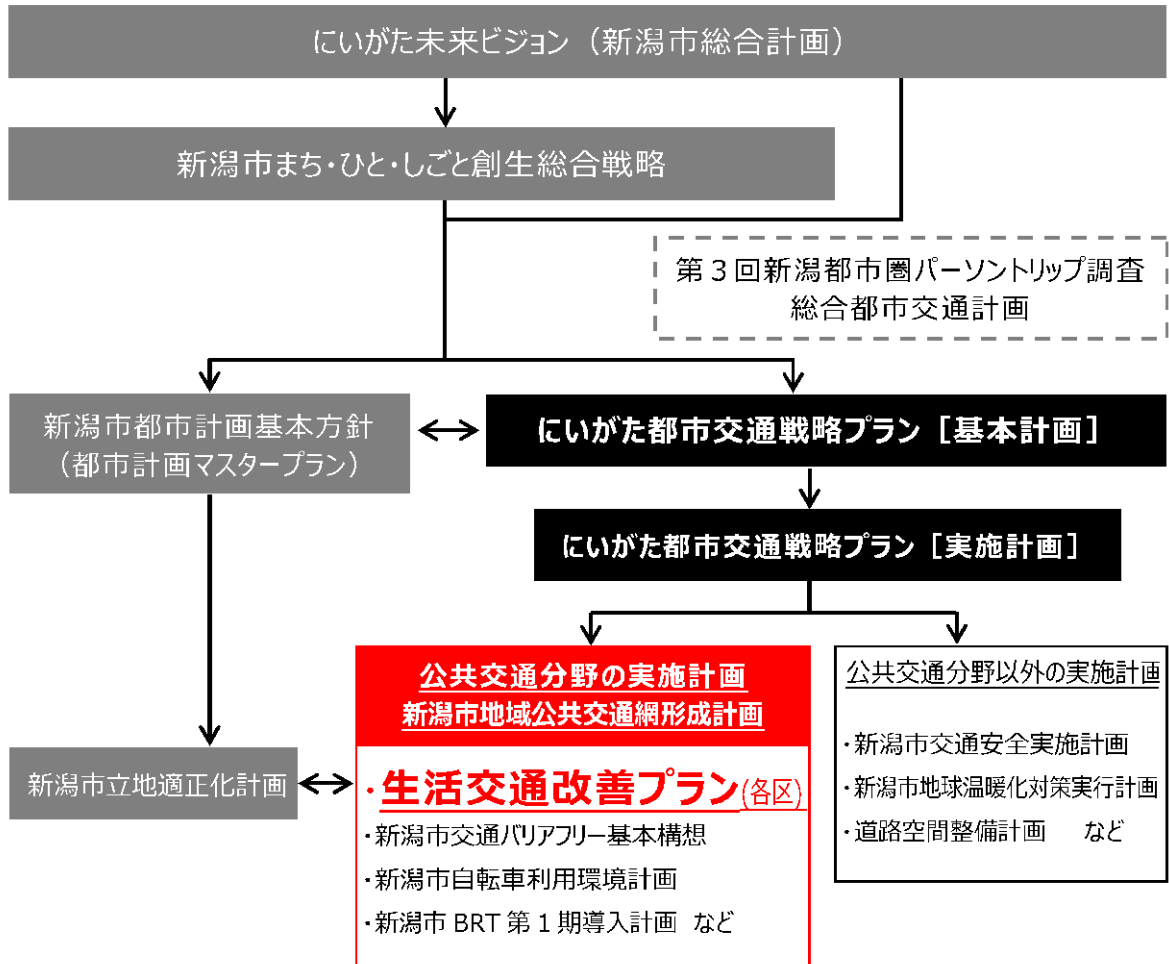 にいがた未来ビジョン（新潟市総合計画）
新潟市まち・ひと・しごと創生総合戦略
第３回新潟都市圏パーソントリップ調査
総合都市交通計画
新潟市都市計画基本方針
（都市計画マスタープラン）
にいがた都市交通戦略プラン［基本計画］
にいがた都市交通戦略プラン［実施計画］
公共交通分野の実施計画
新潟市地域公共交通網形成計画
・生活交通改善プラン(各区)
・新潟市交通バリアフリー基本構想
・新潟市自転車利用環境計画
・新潟市 BRT 第１期導入計画 など
公共交通分野以外の実施計画
・新潟市交通安全実施計画
・新潟市地球温暖化対策実行計画
・道路空間整備計画　など
新潟市立地適正化計画